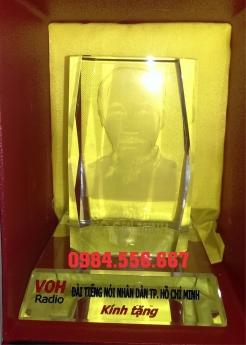 0984.556.667
VOH
Radio
ĐÀI TIẾNG NÓI NHÂN DÂN TP. HỒ CHÍ MINH
Kính tặng